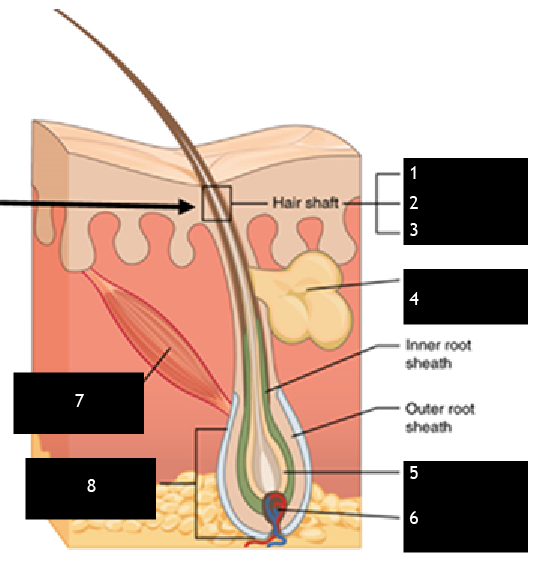 1
Hair shaft 2
3
4
Inner root
sheath
7
Outer root
sheath
5
8
6